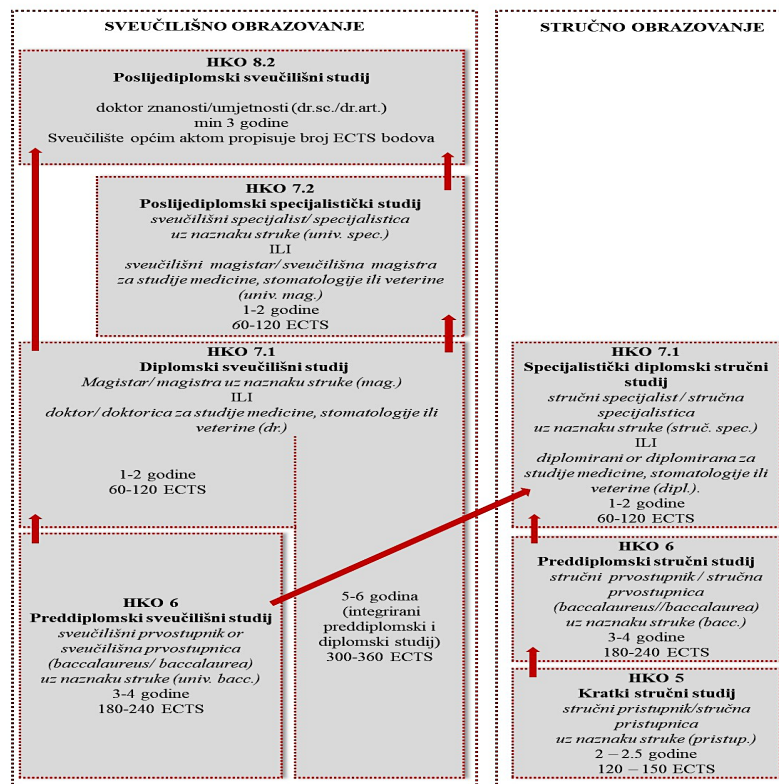 SVEUČILIŠNO OBRAZOVANJE
HKO 8.2
Poslijediplomski sveučilišni studij
doktor znanosti/umjetnosti (dr.sc./dr.art.)
min 3 godine
Sveučilište općim aktom propisuje broj ECTS bodova
HKO 7.2
Poslijediplomski specijalistički studij
sveučilišni specijalist/ specijalistica
uz naznaku struke (univ. spec.)
ILI
sveučilišni magistar/ sveučilišna magistra
za studije medicine, stomatologije ili
veterine (univ. mag.)
1-2 godine
60-120 ECTS
HKO 7.1
Diplomski sveučilišni studij
Magistar/ magistra uz naznaku struke (mag.)
ILI
doktor/ doktorica za studije medicine, stomatologije ili
veterine (dr.)
1-2 godine
60-120 ECTS
5-6 godina
(integrirani
preddiplomski i
diplomski studij)
300-360 ECTS
HKO 6
Preddiplomski sveučilišni studij
sveučilišni prvostupnik or
sveučilišna prvostupnica
(baccalaureus/ baccalaurea)
uz naznaku struke (univ. bacc.)
3-4 godine
180-240 ECTS
STRUČNO OBRAZOVANJE
HKO 7.1
Specijalistički diplomski stručni
studij
stručni specijalist / stručna
specijalistica
uz naznaku struke (struč. spec.)
ILI
diplomirani or diplomirana za
studije medicine, stomatologije ili
veterine (dipl.).
1-2 godine
60-120 ECTS
HKO 6
Preddiplomski stručni studij
stručni prvostupnik / stručna
prvostupnica
(baccalaureus//baccalaurea)
uz naznaku struke (bacc.)
3-4 godine
180-240 ECTS
HKO 5
Kratki stručni studij
stručni pristupnik/stručna
pristupnica
uz naznaku struke (pristup.)
2 – 2.5 godine
120 – 150 ECTS